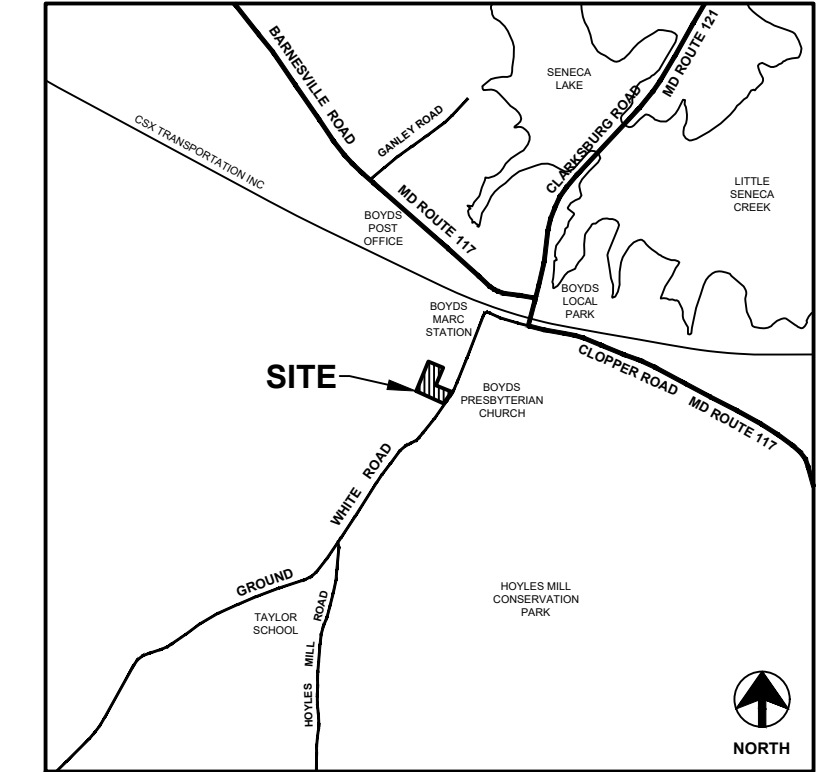 BARNESVILLE ROAD
SENECA
LAKE
MD ROUTE 121
CLARKSBURG ROAD
GANLEY ROAD
CSX TRANSPORTATION INC
LITTLE
SENECA
CREEK
MD ROUTE 117
BOYDS
POST
OFFICE
BOYDS
LOCAL
PARK
BOYDS
MARC
STATION
SITE
CLOPPER ROAD MD ROUTE 117
BOYDS
PRESBYTERIAN
CHURCH
WHITE ROAD
GROUND
HOYLES MILL
CONSERVATION
PARK
TAYLOR
SCHOOL
HOYLES MILL ROAD
NORTH